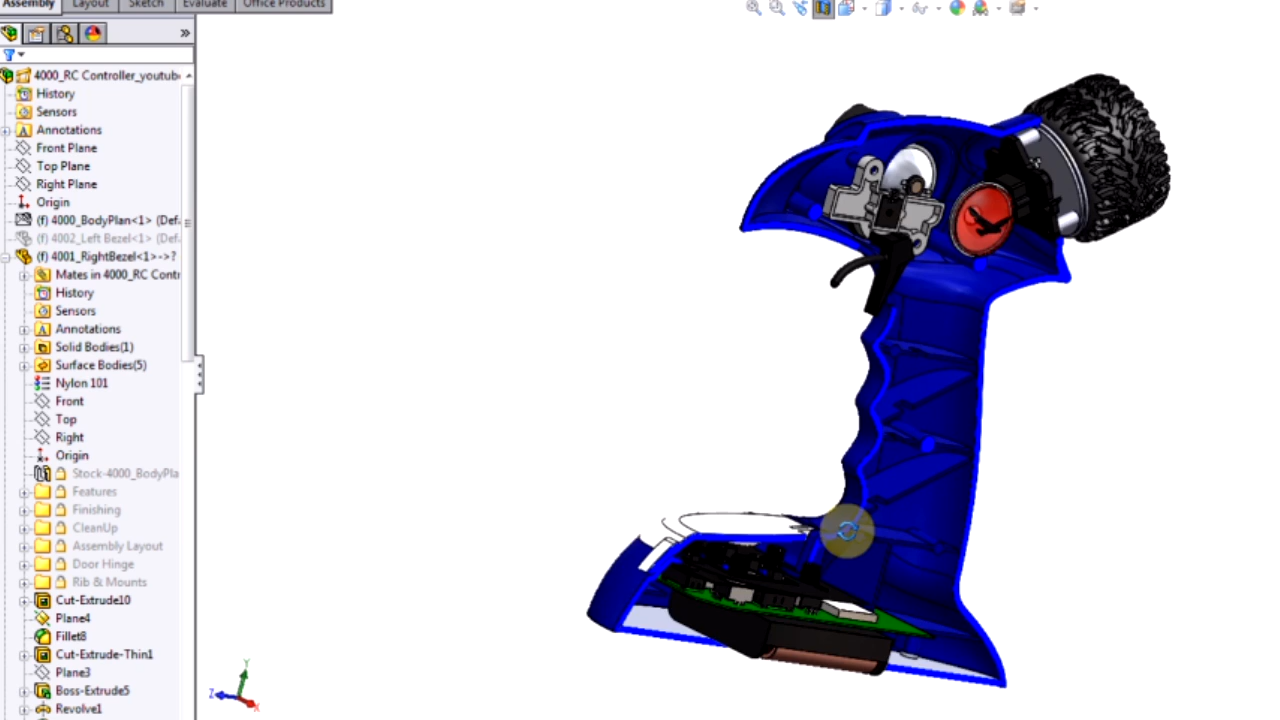 Assembly Layout Sketch Evaluate Office Products
4000_RC Controller_youtub
History
Sensors
Annotations
Front Plane
Top Plane
Right Plane
Origin
(f) 4000_BodyPlan<1> (Def
(f) 4002_Left Bezel<1> (Def
(f) 4001_RightBezel<1>->?
Mates in 4000_RC Contr
History
Sensors
Annotations
Solid Bodies(1)
Surface Bodies(5)
Nylon 101
Front
Top
Right
Origin
Stock-4000_BodyPla
Features
Finishing
CleanUp
Assembly Layout
Door Hinge
Rib & Mounts
Cut-Extrude10
Plane4
Fillet8
Cut-Extrude-Thin1
Plane3
Boss-Extrude5
Revolve1
Y
Z
X